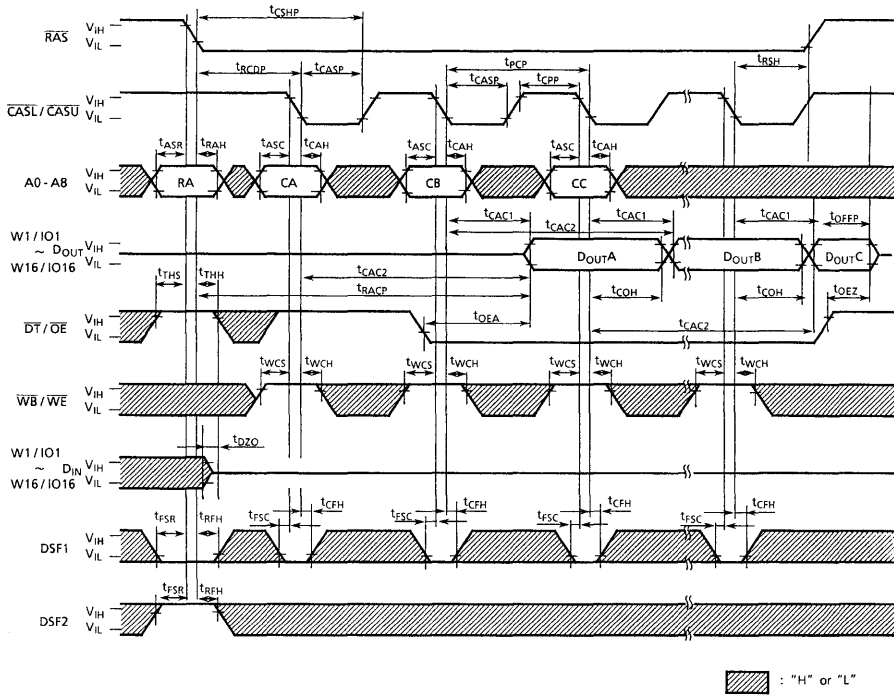 tCSHP
RAS VIH
VIL
tRCDP tCASP tPCP tCASP tCPP tRSH
CASL / CASU VIH
VIL
tASR tRAH tASC tCAH tASC tCAH tASC tCAH
A0 - A8 VIH
VIL
RA CA CB CC
W1 / IO1
~ DOUT VIH
W16 / IO16 VIL
tCAC1 tCAC1 tCAC1 tOFFP
tCAC2
DOUTA DOUTB DOUTC
tTHS tTHH tCAC2 tCOH tCOH tOEZ
tRACP
DT / OE VIH
VIL
tOEA tCAC2
tWCS tWCH tWCS tWCH tWCS tWCH tWCS tWCH
WB / WE VIH
VIL
tDZO
W1 / IO1
~ DIN VIH
W16 / IO16 VIL
tFSR tRFH tFSC tCFH tFSC tCFH tFSC tCFH tFSC tCFH
DSF1 VIH
VIL
tFSR tRFH
DSF2 VIH
VIL
: "H" or "L"